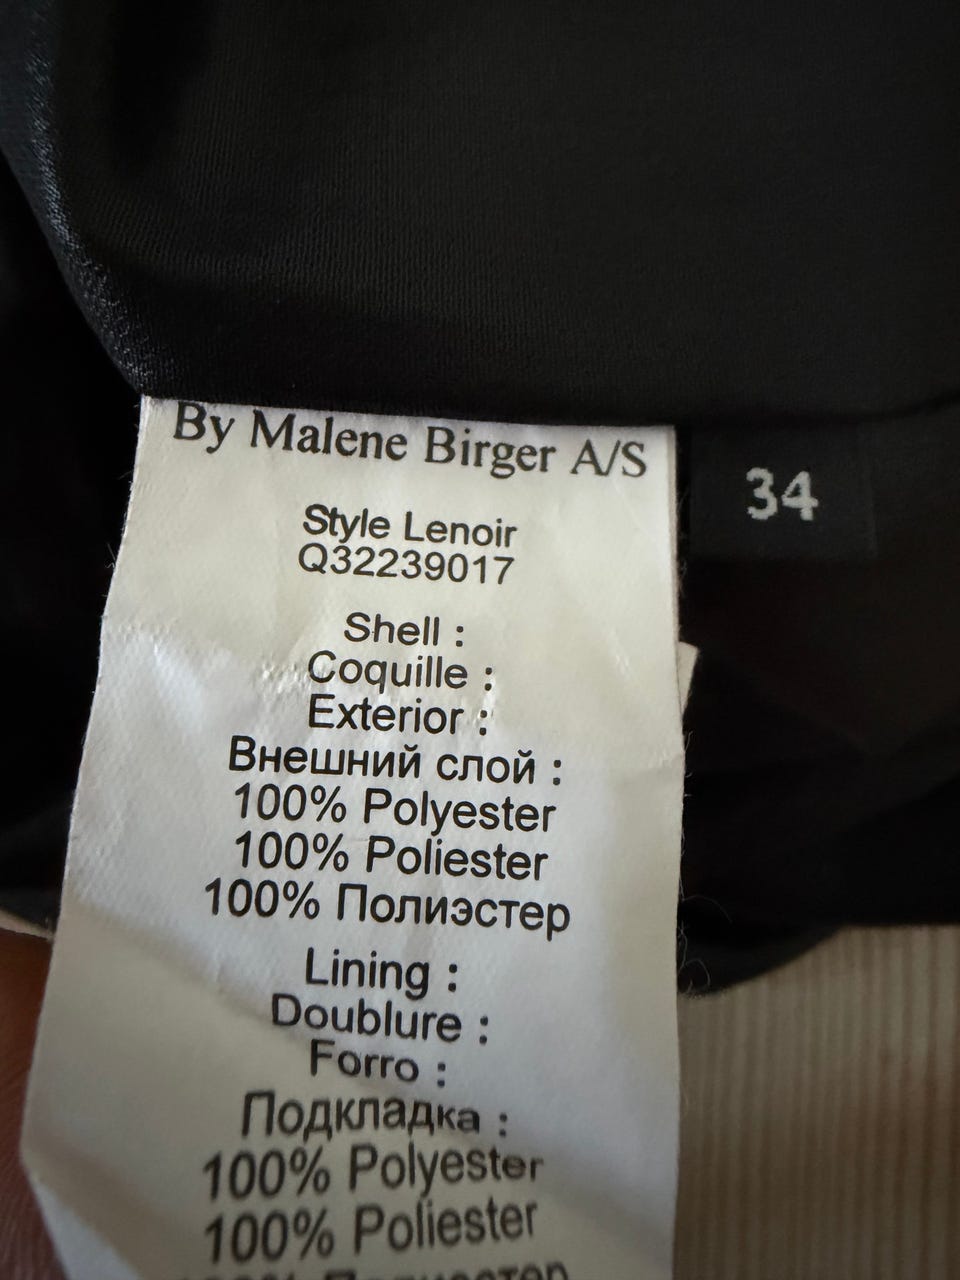 By Malene Birger A/S
34
Style Lenoir
Q32239017
Shell :
Coquille :
Exterior :
Внешний слой :
100% Polyester
100% Poliester
100% Полиэстер
Lining :
Doublure :
Forro :
Подкладка :
100% Polyester
100% Poliester